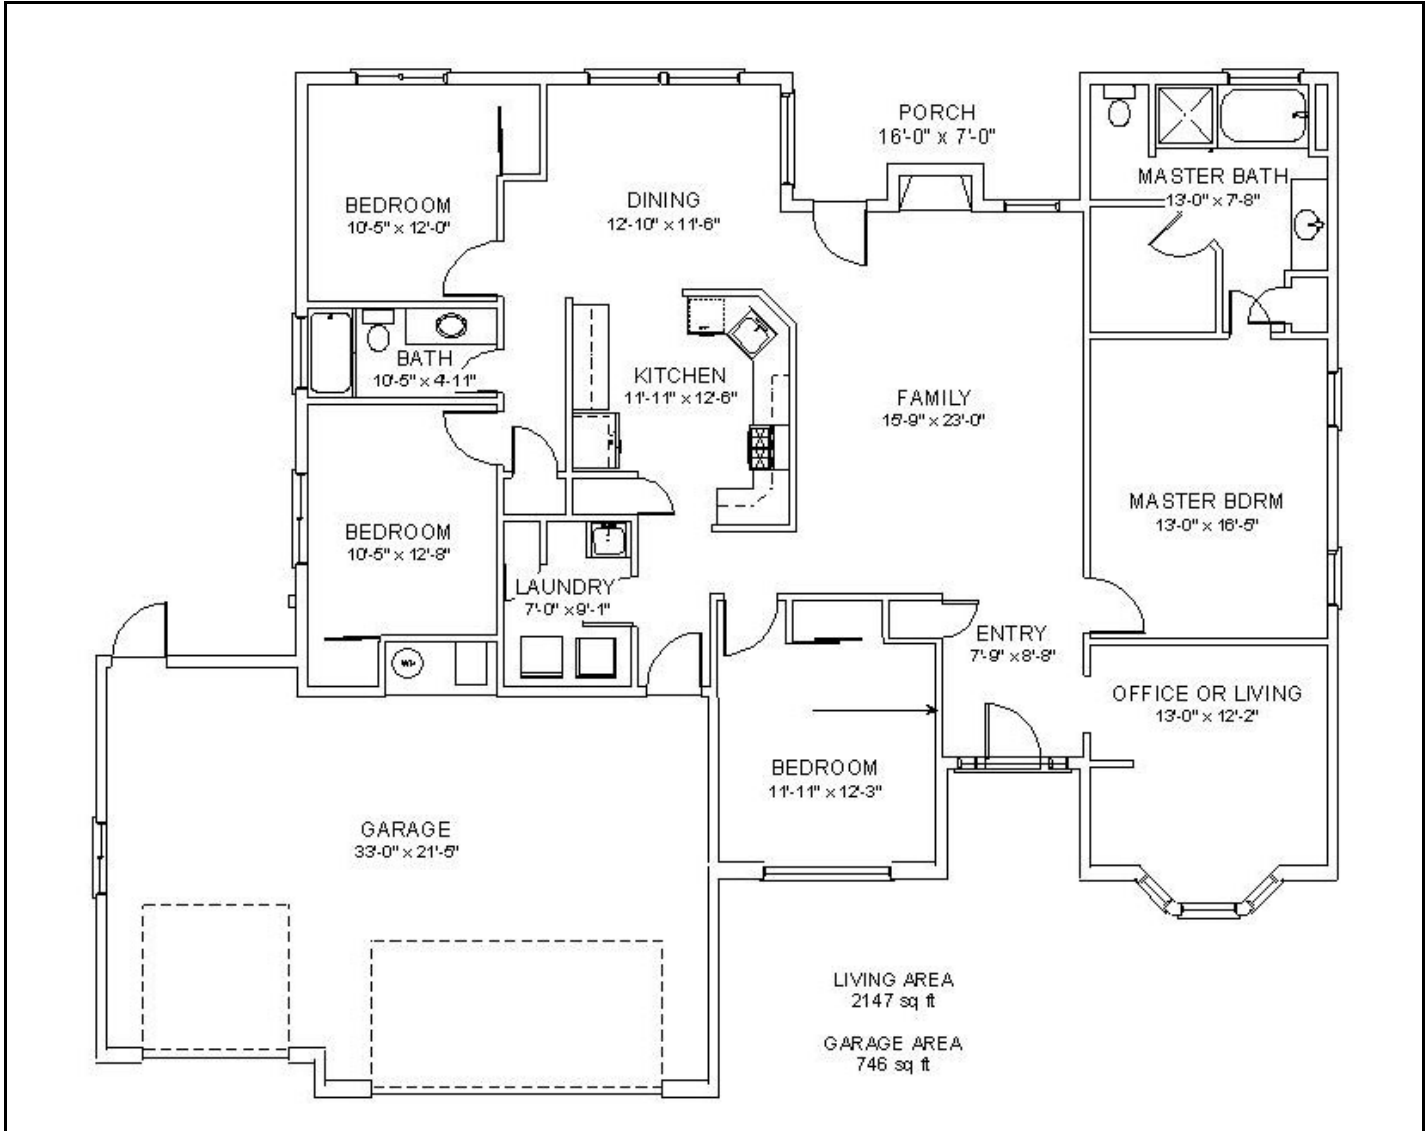 PORCH
16'-0" x 7'-0"
MASTER BATH
13'-0" x 7'-8"
BEDROOM
10'-5" x 12'-0"
DINING
12'-10" x 11'-6"
BATH
10'-5" x 4'-11"
KITCHEN
11'-11" x 12'-6"
FAMILY
15'-9" x 23'-0"
MASTER BDRM
13'-0" x 16'-5"
BEDROOM
10'-5" x 12'-8"
LAUNDRY
7'-0" x 9'-1"
ENTRY
7'-9" x 8'-8"
WH
OFFICE OR LIVING
13'-0" x 12'-2"
BEDROOM
11'-11" x 12'-3"
GARAGE
33'-0" x 21'-5"
LIVING AREA
2147 sq ft
GARAGE AREA
746 sq ft